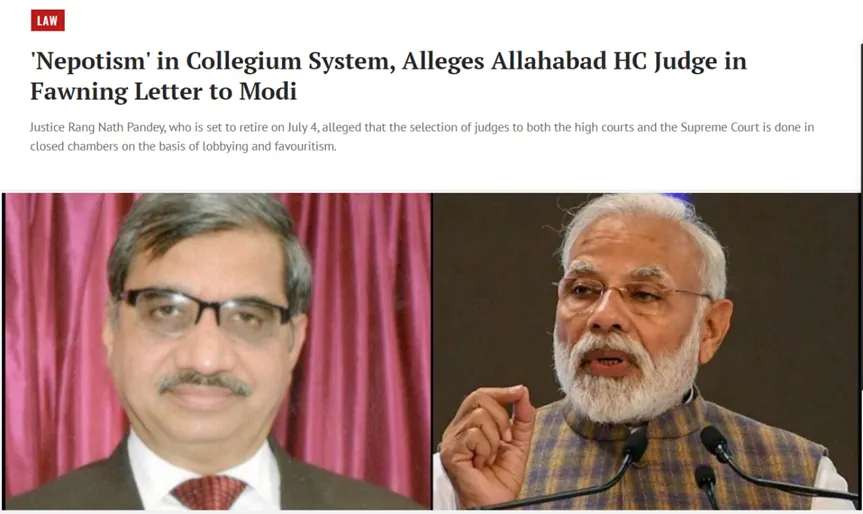 LAW
'Nepotism' in Collegium System, Alleges Allahabad HC Judge in
Fawning Letter to Modi
Justice Rang Nath Pandey, who is set to retire on July 4, alleged that the selection of judges to both the high courts and the Supreme Court is done in
closed chambers on the basis of lobbying and favouritism.